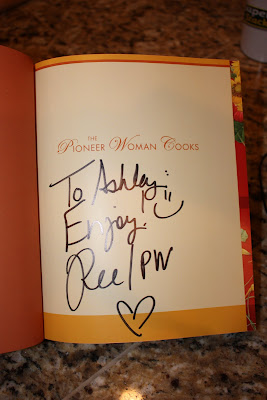 THE
PIONEER WOMAN COOKS
To Ashley:
Enjoy!
Ree/PW